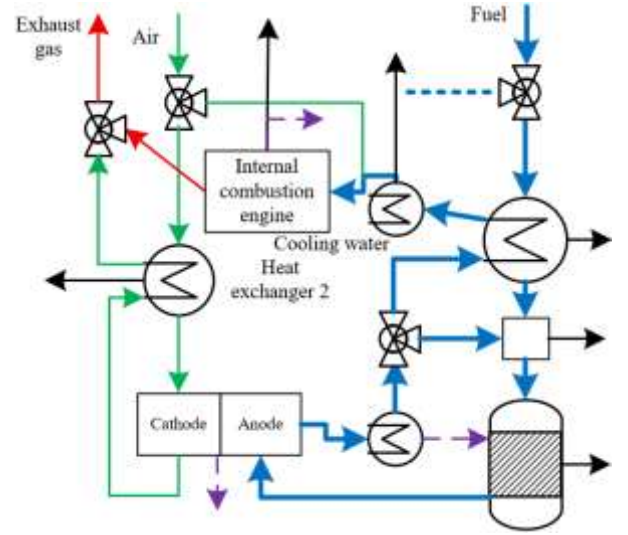 Exhaust
gas
Air
Fuel
Internal
combustion
engine
Cooling water
Heat
exchanger 2
Cathode
Anode